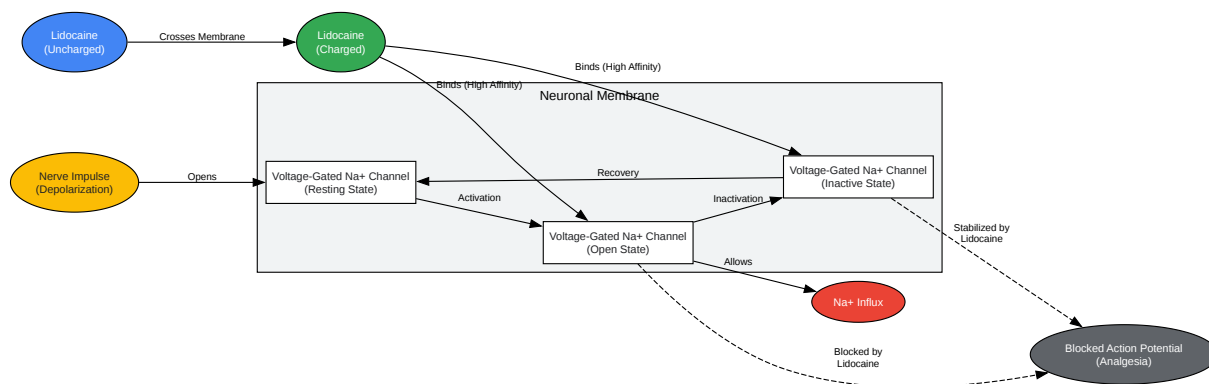 Lidocaine
(Uncharged)
Crosses Membrane
Lidocaine
(Charged)
Binds (High Affinity)
Binds (High Affinity)
Neuronal Membrane
Nerve Impulse
(Depolarization)
Opens
Voltage-Gated Na+ Channel
(Resting State)
Recovery
Voltage-Gated Na+ Channel
(Inactive State)
Activation
Inactivation
Voltage-Gated Na+ Channel
(Open State)
Stabilized by
Lidocaine
Allows
Na+ Influx
Blocked by
Lidocaine
Blocked Action Potential
(Analgesia)